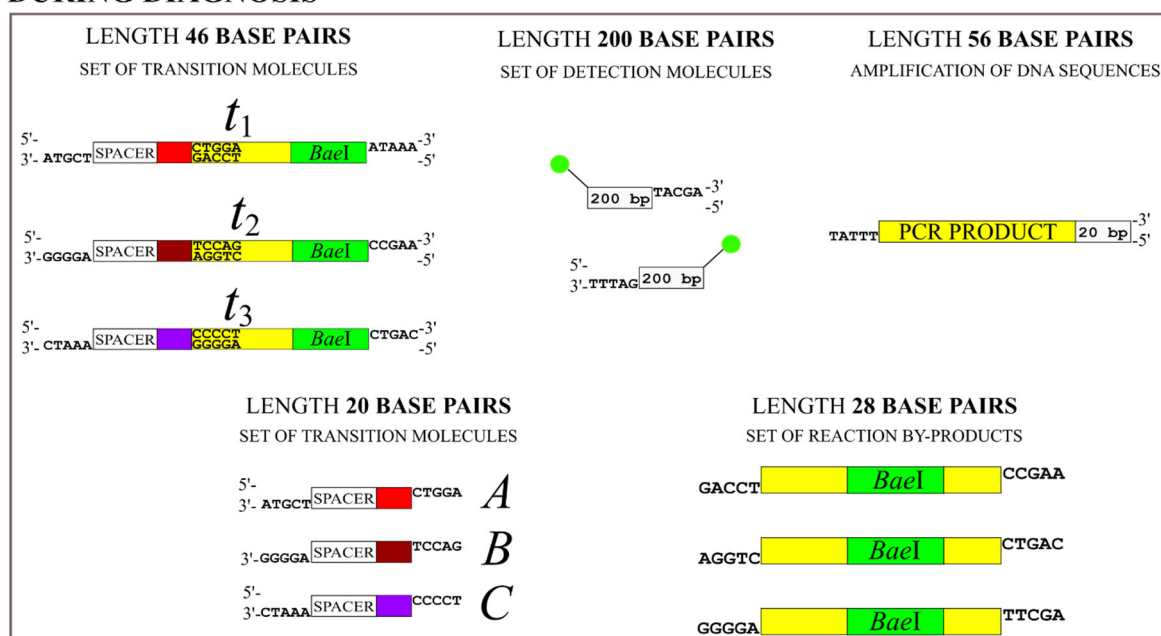 DURING DIAGNOSIS
LENGTH 46 BASE PAIRS
SET OF TRANSITION MOLECULES
t1
5'-
3'- ATGCT SPACER CTGGA
GACCT BaeI ATAAA -3'
-5'
t2
5'-
3'-GGGGA SPACER TCCAG
AGGTC BaeI CCGAA -3'
-5'
t3
5'-
3'- CTAAA SPACER CCCCT
GGGGA BaeI CTGAC -3'
-5'
LENGTH 200 BASE PAIRS
SET OF DETECTION MOLECULES
200 bp TACGA -3'
-5'
5'-
3'-TTTAG 200 bp
LENGTH 56 BASE PAIRS
AMPLIFICATION OF DNA SEQUENCES
TATTT PCR PRODUCT 20 bp -3'
-5'
LENGTH 20 BASE PAIRS
SET OF TRANSITION MOLECULES
5'-
3'- ATGCT SPACER CTGGA A
3'-GGGGA SPACER TCCAG B
5'-
3'-CTAAA SPACER CCCCT C
LENGTH 28 BASE PAIRS
SET OF REACTION BY-PRODUCTS
GACCT BaeI CCGAA
AGGTC BaeI CTGAC
GGGGA BaeI TTCGA